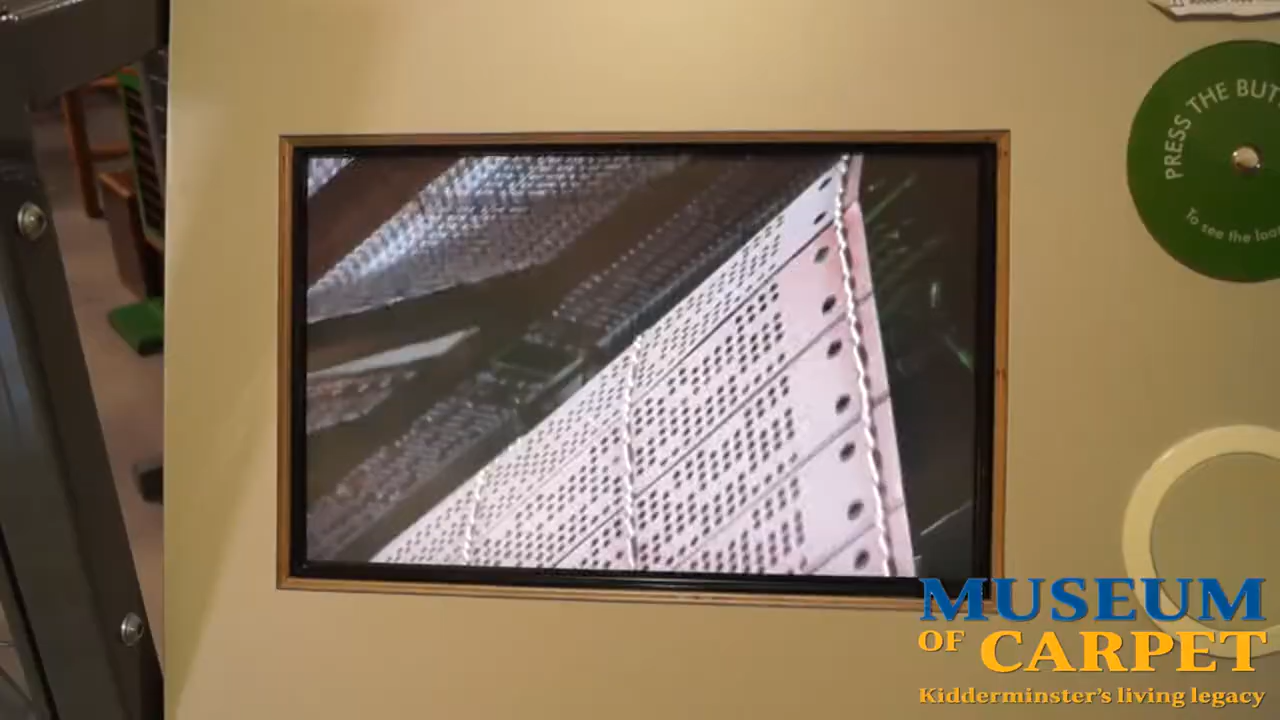 PRESS THE BUT
To see the loo
MUSEUM
OF CARPET
Kidderminster's living legacy